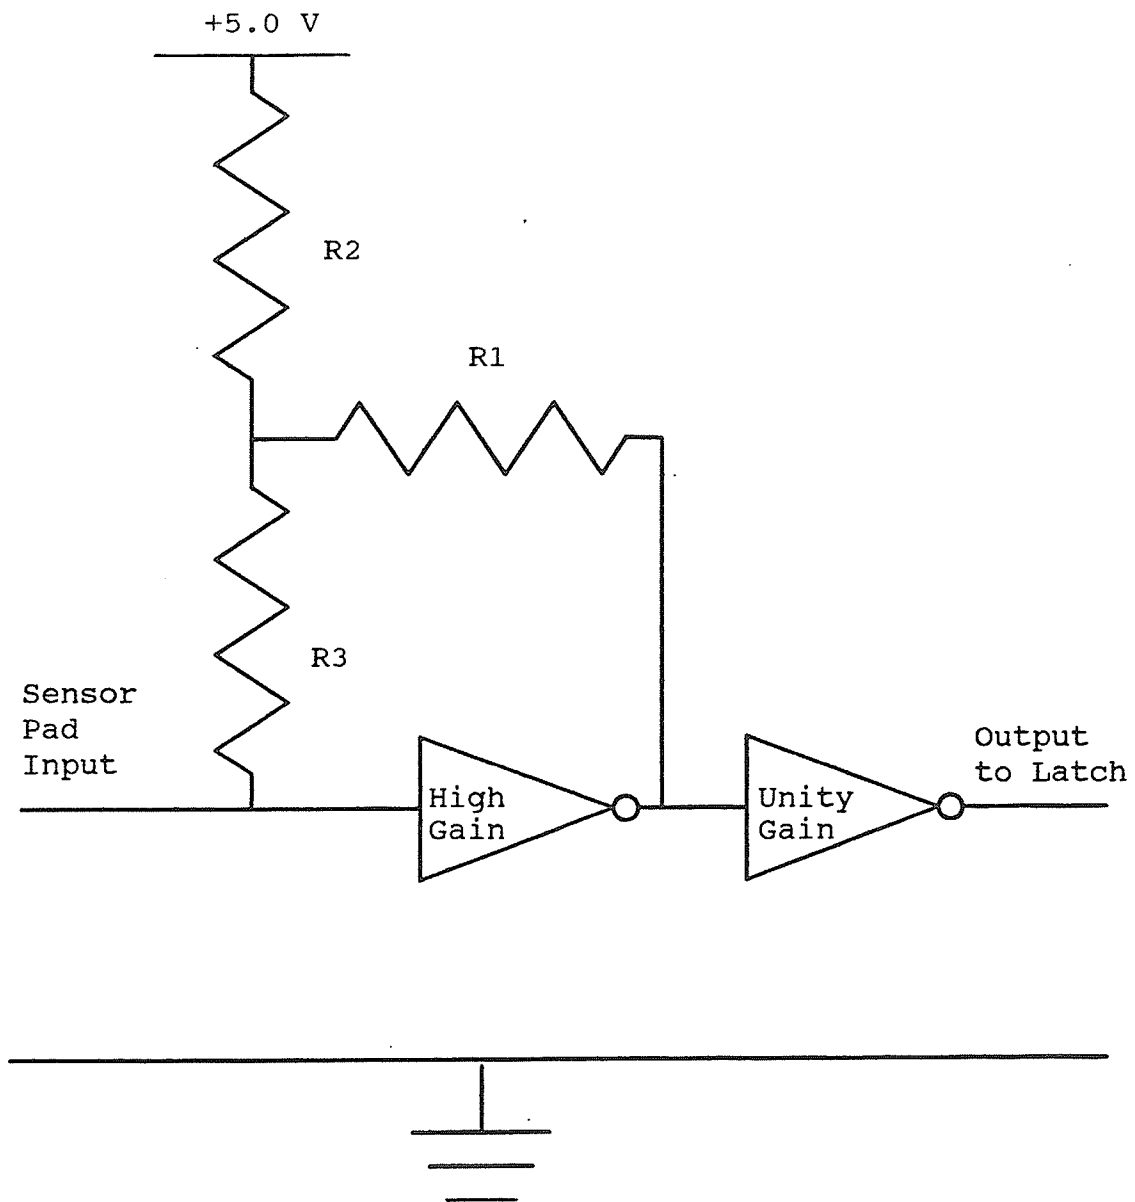 +5.0 V
R2
R1
R3
Sensor
Pad
Input
High
Gain
Unity
Gain
Output
to Latch